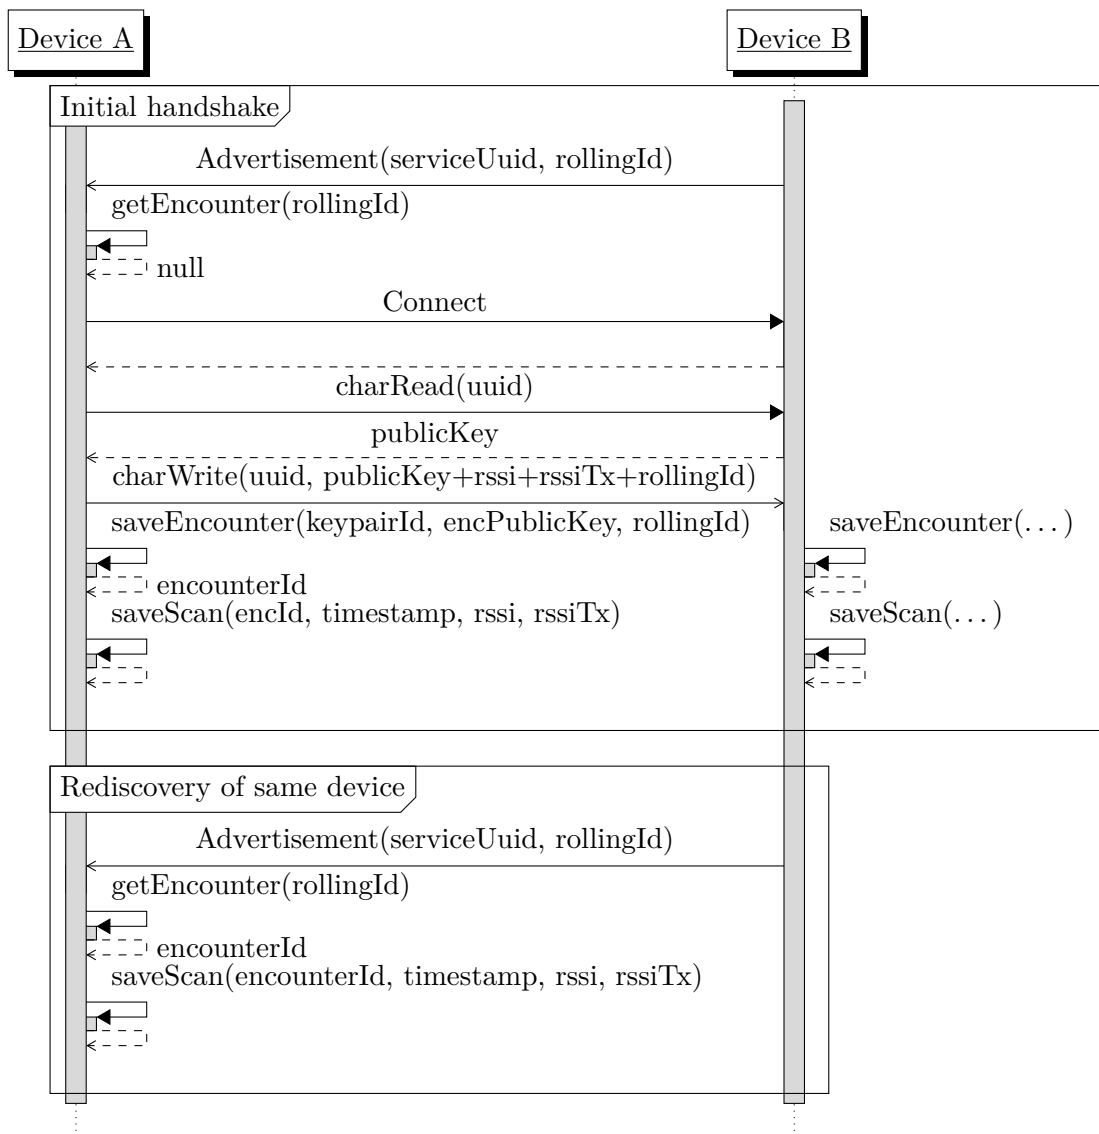 Device A
Device B
Initial handshake
Advertisement(serviceUuid, rollingId)
getEncounter(rollingId)
null
Connect
charRead(uuid)
publicKey
charWrite(uuid, publicKey+rssi+rssiTx+rollingId)
saveEncounter(keypairId, encPublicKey, rollingId)
saveEncounter(...)
encounterId
saveScan(encId, timestamp, rssi, rssiTx)
saveScan(...)
Rediscovery of same device
Advertisement(serviceUuid, rollingId)
getEncounter(rollingId)
encounterId
saveScan(encounterId, timestamp, rssi, rssiTx)